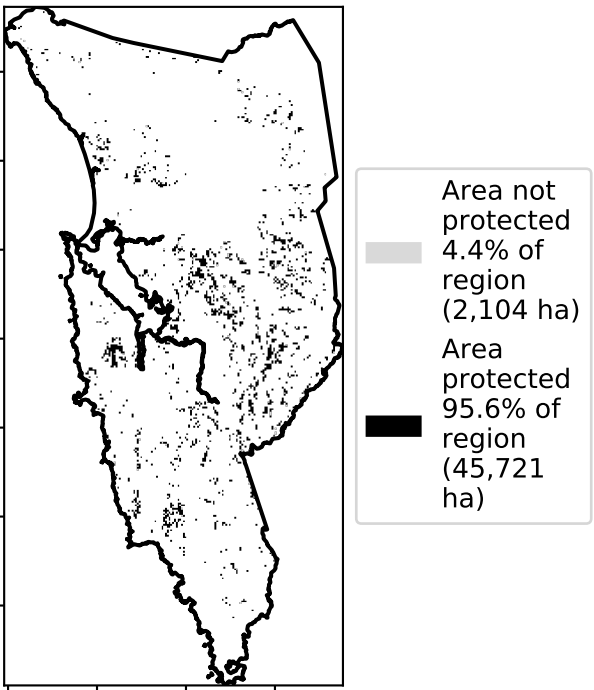 Area not
protected
4.4% of
region
(2,104 ha)
Area
protected
95.6% of
region
(45,721
ha)